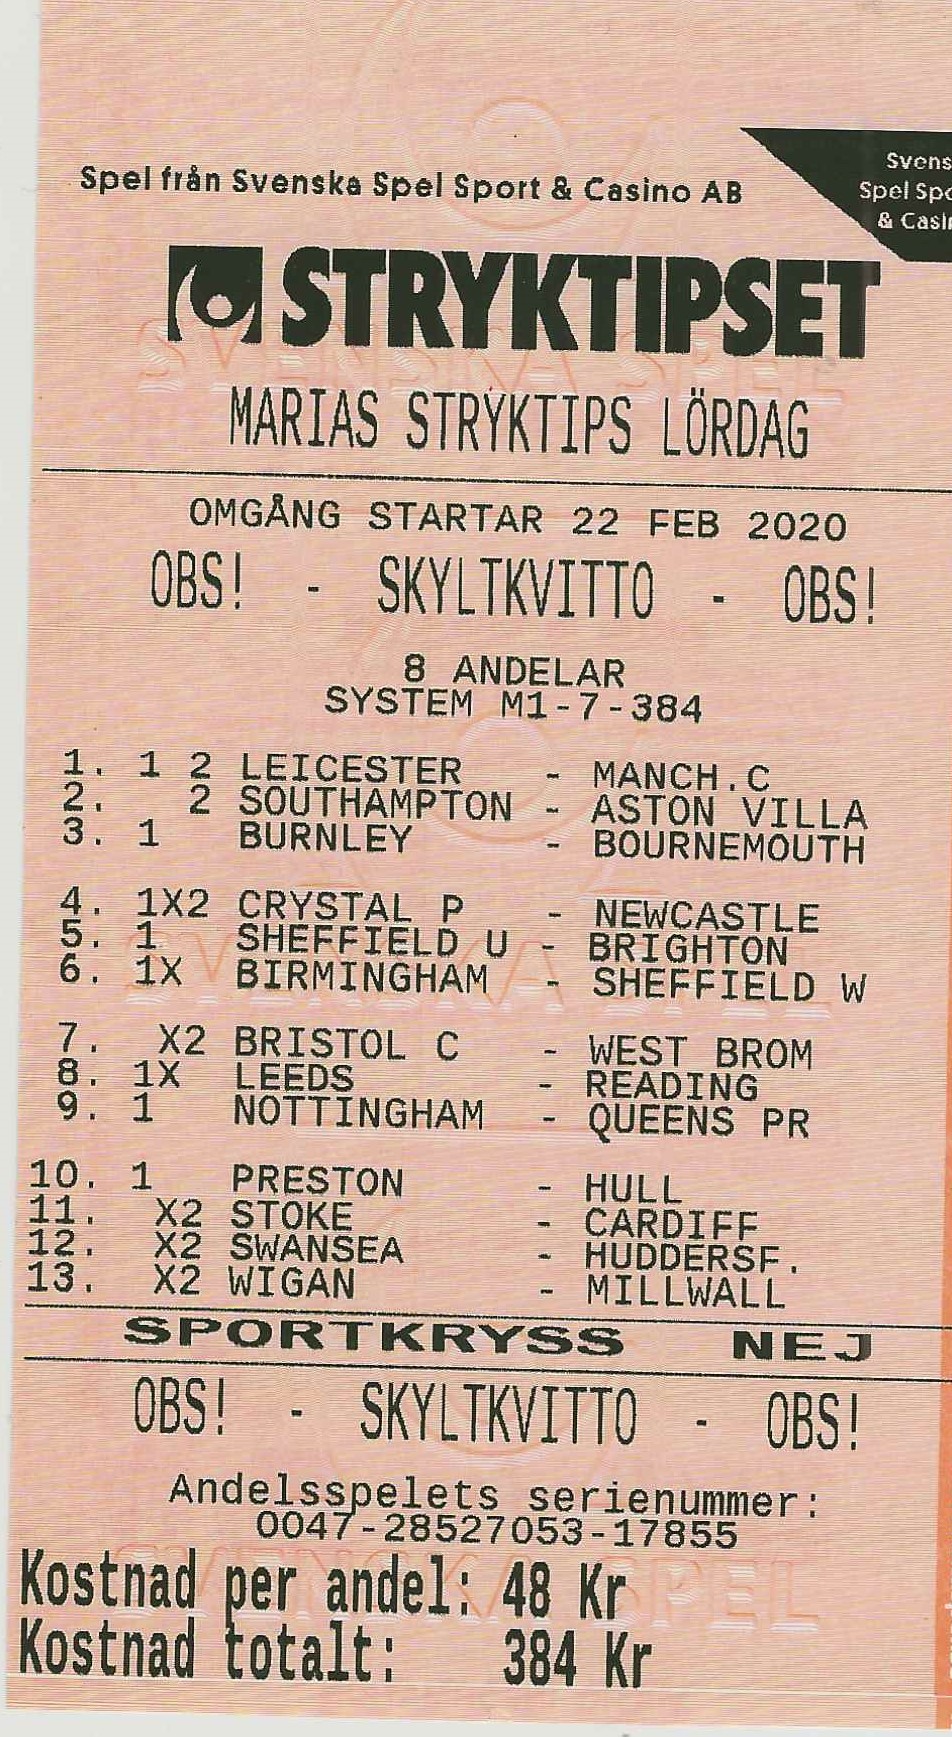 Spel från Svenska Spel Sport & Casino AB
Svens
Spel Spo
& Casin
STRYKTIPSET
MARIAS STRYKTIPS LÖRDAG
OMGÅNG STARTAR 22 FEB 2020
OBS! - SKYLTKVITTO - OBS!
8 ANDELAR
SYSTEM M1-7-384
1. 1 2 LEICESTER - MANCH.C
2. 2 SOUTHAMPTON - ASTON VILLA
3. 1 BURNLEY - BOURNEMOUTH
4. 1X2 CRYSTAL P - NEWCASTLE
5. 1 SHEFFIELD U - BRIGHTON
6. 1X BIRMINGHAM - SHEFFIELD W
7. X2 BRISTOL C - WEST BROM
8. 1X LEEDS - READING
9. 1 NOTTINGHAM - QUEENS PR
10. 1 PRESTON - HULL
11. X2 STOKE - CARDIFF
12. X2 SWANSEA - HUDDERSF.
13. X2 WIGAN - MILLWALL
SPORTKRYSS NEJ
OBS! - SKYLTKVITTO - OBS!
Andelsspelets serienummer:
0047-28527053-17855
Kostnad per andel: 48 Kr
Kostnad totalt: 384 Kr